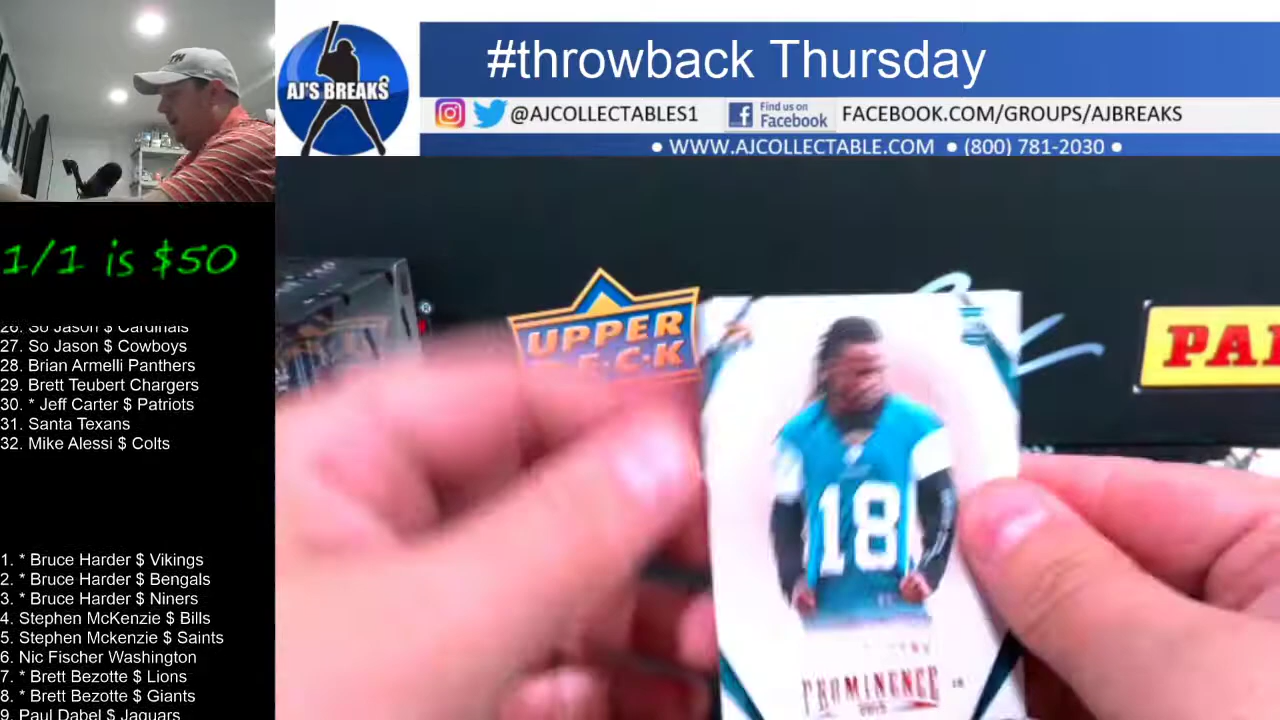 #throwback Thursday
AJ'S BREAKS
@AJCOLLECTABLES1
Find us on
Facebook
FACEBOOK.COM/GROUPS/AJBREAKS
• WWW.AJCOLLECTABLE.COM • (800) 781-2030 •
1/1 is $50
26. So Jason $ Cardinals
27. So Jason $ Cowboys
28. Brian Armelli Panthers
29. Brett Teubert Chargers
30. * Jeff Carter $ Patriots
31. Santa Texans
32. Mike Alessi $ Colts
1. * Bruce Harder $ Vikings
2. * Bruce Harder $ Bengals
3. * Bruce Harder $ Niners
4. Stephen McKenzie $ Bills
5. Stephen Mckenzie $ Saints
6. Nic Fischer Washington
7. * Brett Bezotte $ Lions
8. * Brett Bezotte $ Giants
9. Paul Dabel $ Jaguars
UPPER
DECK
PAI
18
PROMINENCE